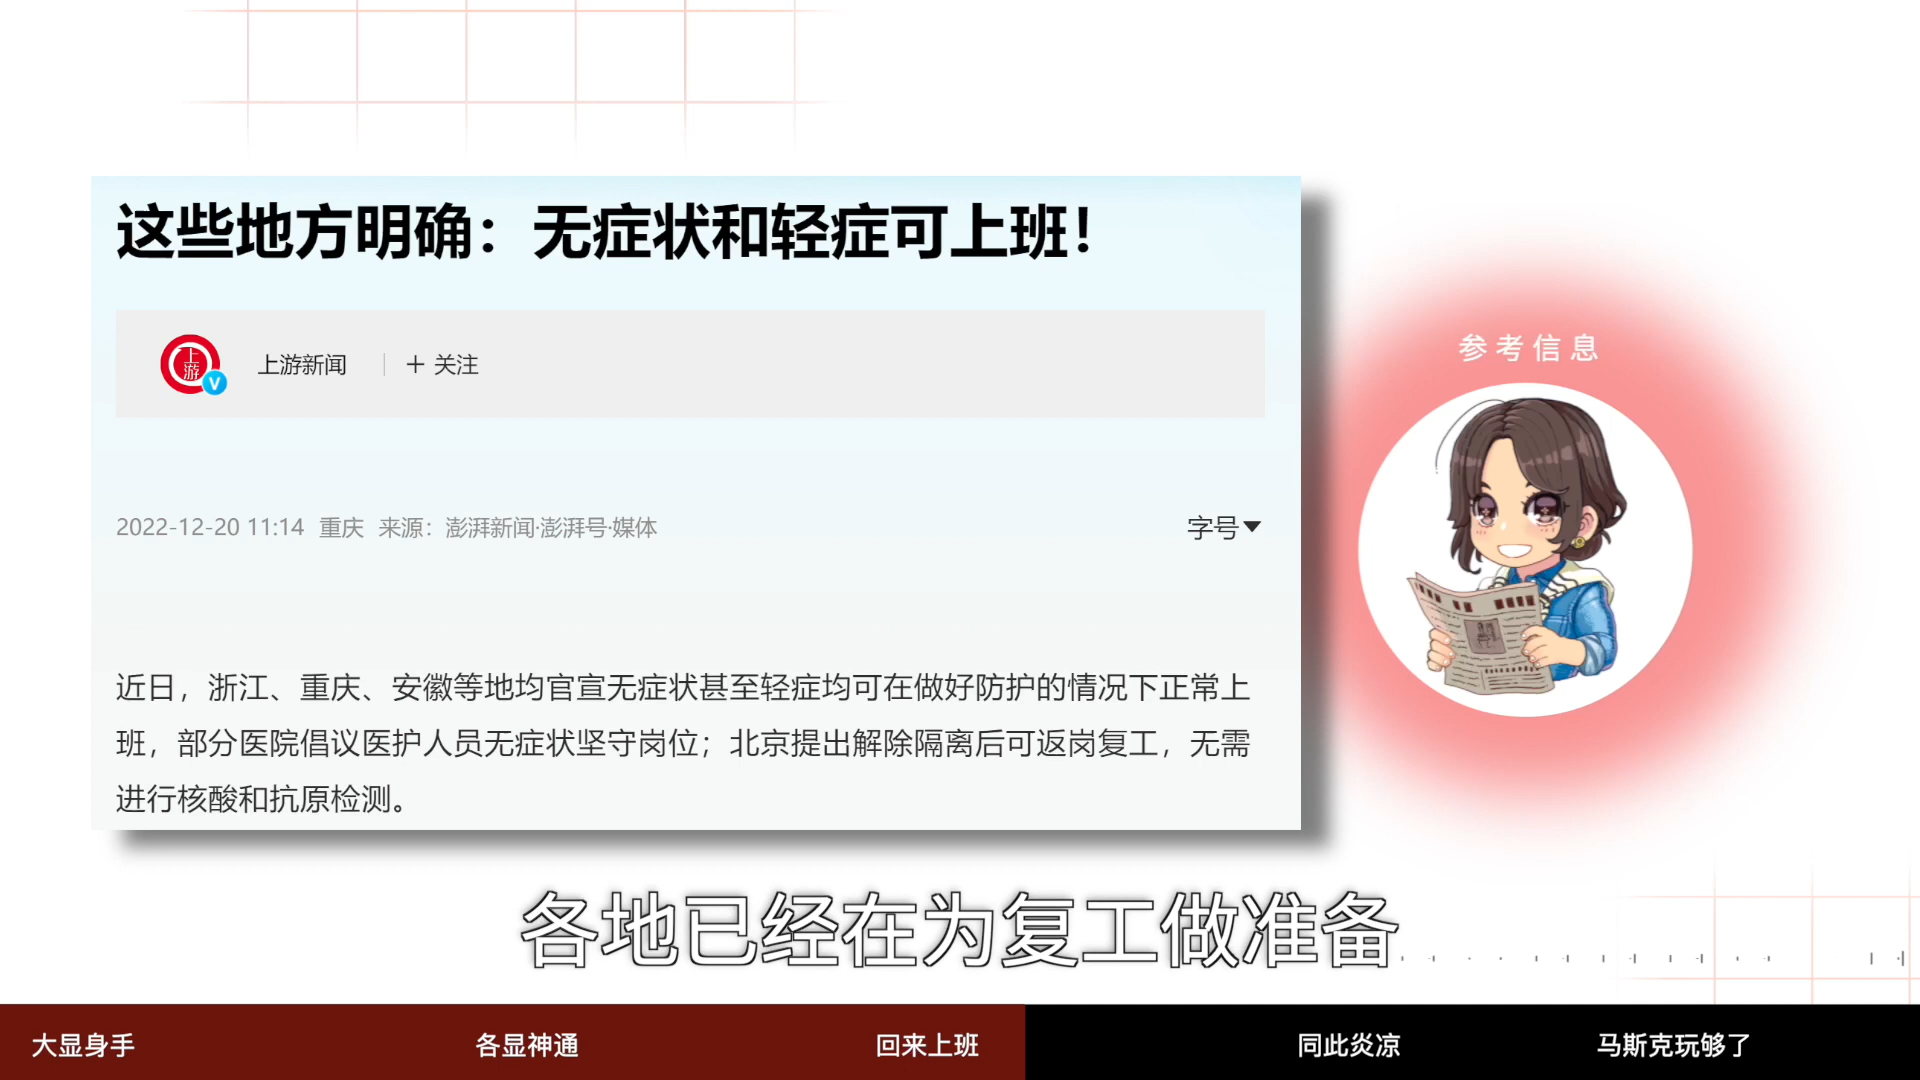 这些地方明确：无症状和轻症可上班！
上游
V
上游新闻 | + 关注
2022-12-20 11:14 重庆 来源：澎湃新闻·澎湃号·媒体
字号▼
近日，浙江、重庆、安徽等地均官宣无症状甚至轻症均可在做好防护的情况下正常上
班，部分医院倡议医护人员无症状坚守岗位；北京提出解除隔离后可返岗复工，无需
进行核酸和抗原检测。
参考信息
各地已经在为复工做准备
大显身手 各显神通 回来上班 同此炎凉 马斯克玩够了